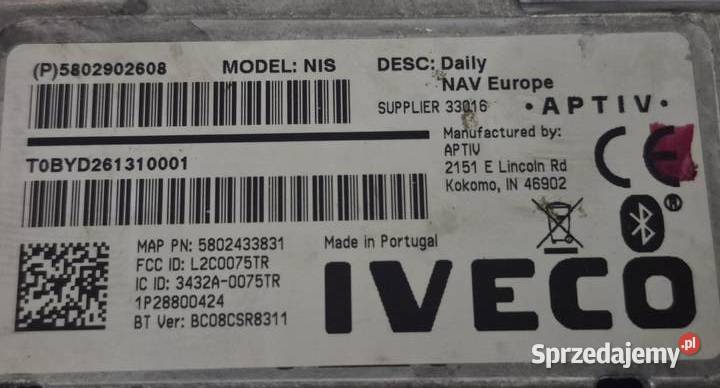 (P)5802902608 MODEL: NIS DESC: Daily
NAV Europe
SUPPLIER 33016 • A P T I V •
Manufactured by:
APTIV
2151 E Lincoln Rd
Kokomo, IN 46902
CE
T0BYD261310001
MAP PN: 5802433831 Made in Portugal
FCC ID: L2C0075TR
IC ID: 3432A-0075TR
1P28800424
BT Ver: BC08CSR8311
IVECO
®
Sprzedajemy.pl